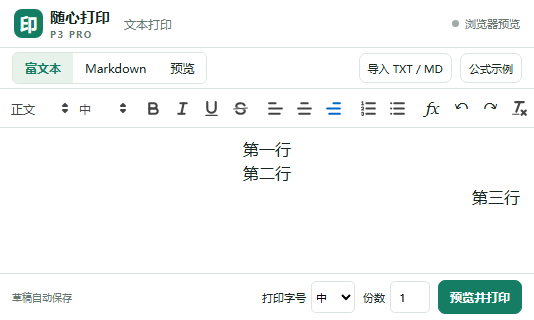 印 随心打印 文本打印 浏览器预览
P3 PRO
富文本 Markdown 预览 导入 TXT / MD 公式示例
正文 中 B I U S fx Tx
第一行
第二行
第三行
草稿自动保存 打印字号 中 份数 1 预览并打印